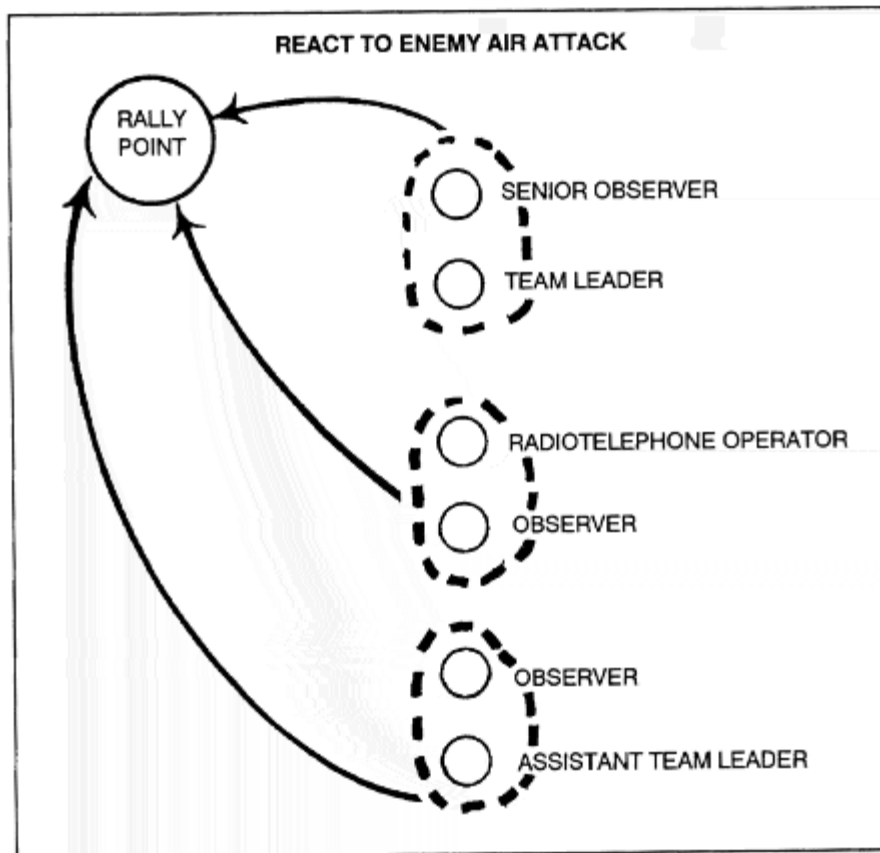 REACT TO ENEMY AIR ATTACK
RALLY
POINT
SENIOR OBSERVER
TEAM LEADER
RADIOTELEPHONE OPERATOR
OBSERVER
OBSERVER
ASSISTANT TEAM LEADER